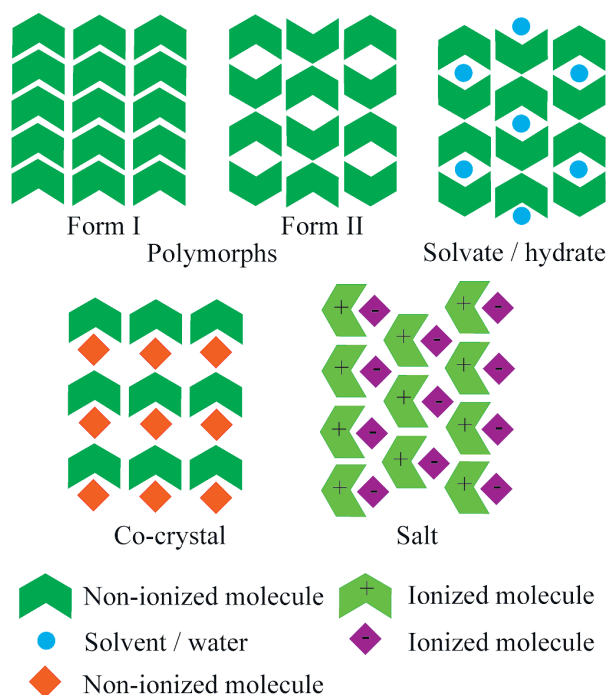 Form I
Form II
Polymorphs
Solvate / hydrate
+ - + - + -
+ - + - + -
+ - + - + -
+ - + - + -
Co-crystal
Salt
Non-ionized molecule
+ Ionized molecule
Solvent / water
- Ionized molecule
Non-ionized molecule